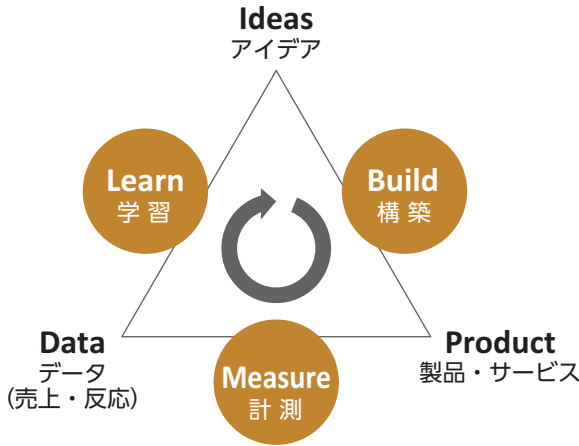 Ideas
アイデア
Learn
学習
Build
構築
Data
データ
(売上・反応)
Measure
計測
Product
製品・サービス